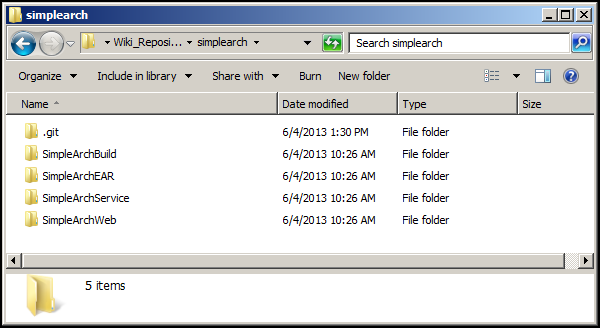 simplearch
Wiki_Reposi... simplearch Search simplearch
Organize Include in library Share with Burn New folder
Name Date modified Type Size
.git 6/4/2013 1:30 PM File folder
SimpleArchBuild 6/4/2013 10:26 AM File folder
SimpleArchEAR 6/4/2013 10:26 AM File folder
SimpleArchService 6/4/2013 10:26 AM File folder
SimpleArchWeb 6/4/2013 10:26 AM File folder
5 items